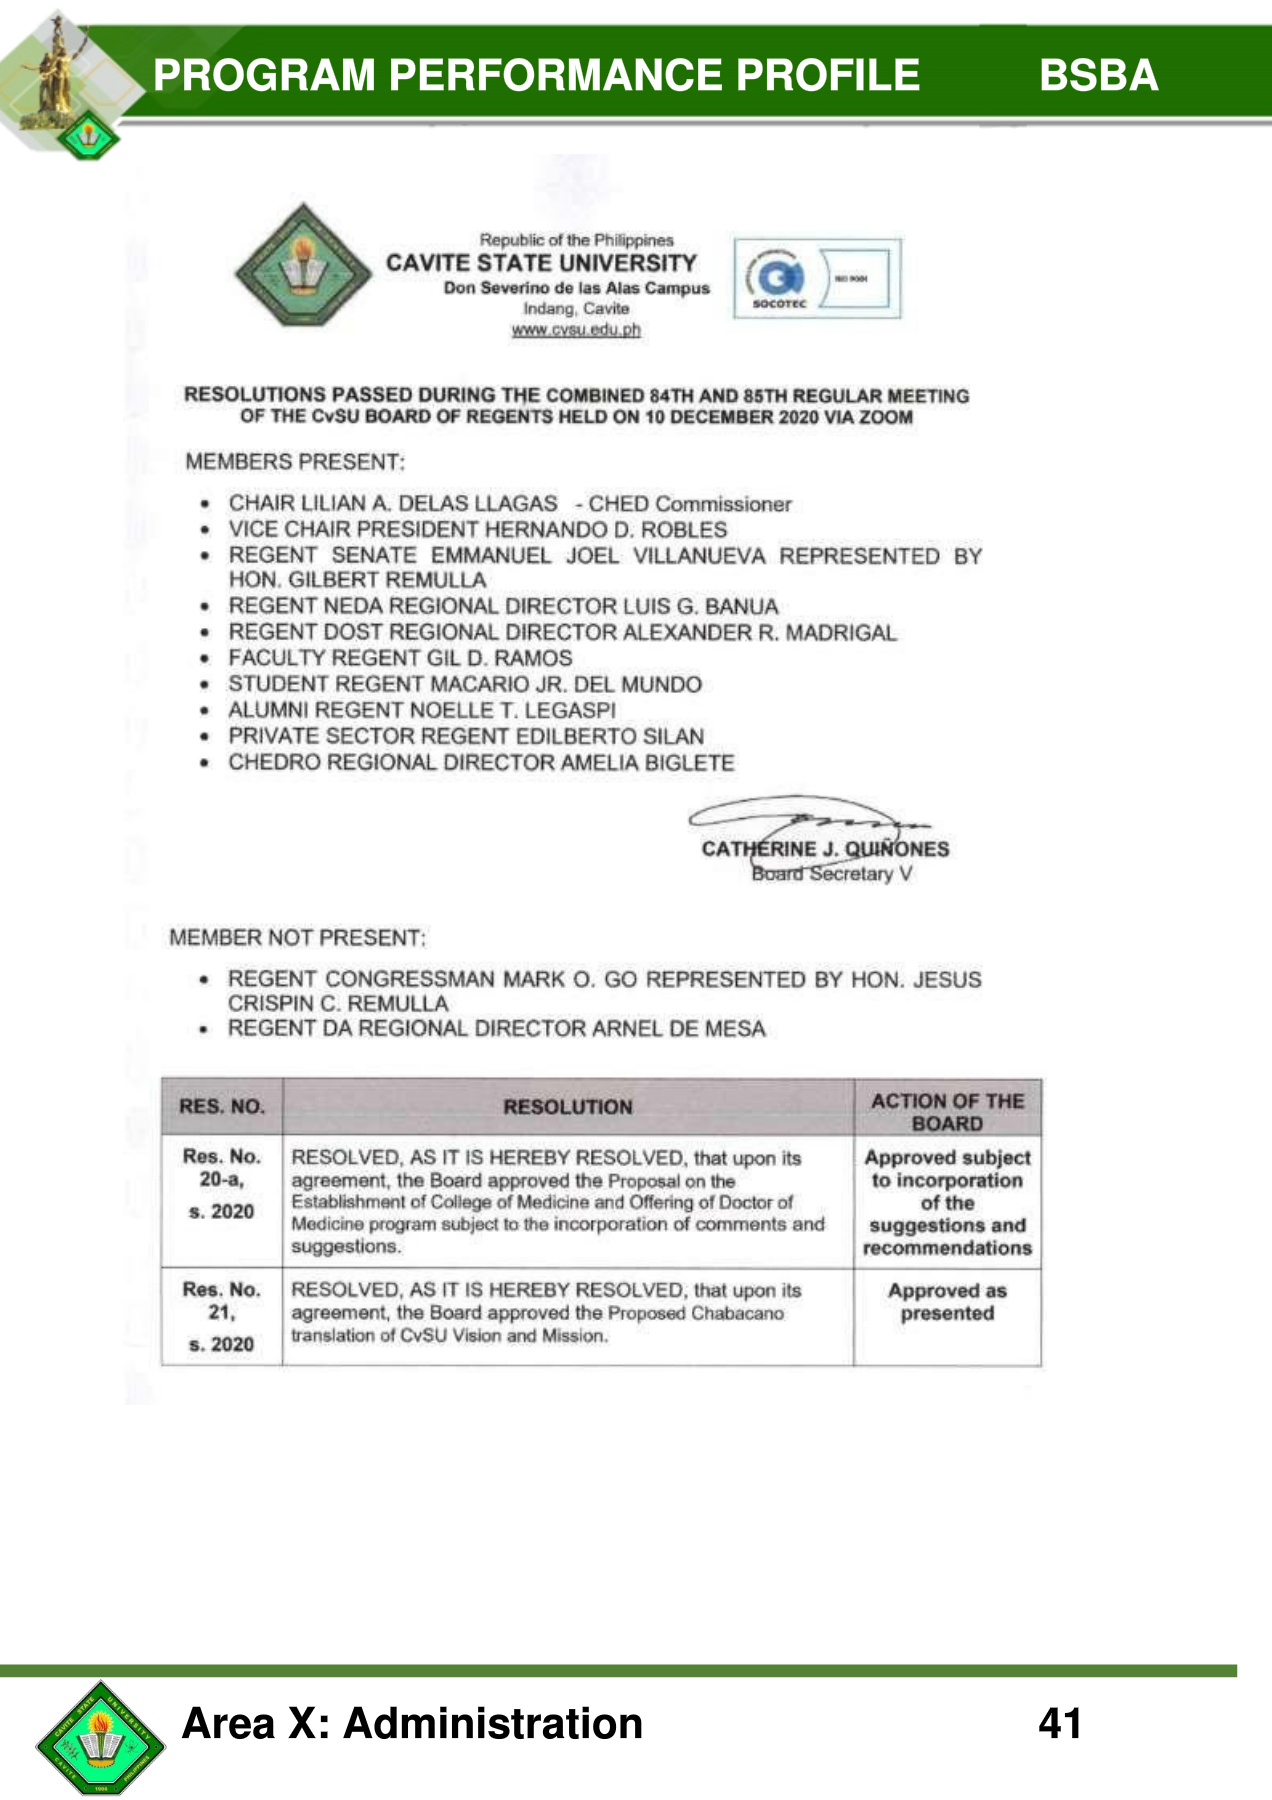 PROGRAM PERFORMANCE PROFILE BSBA
Republic of the Philippines
CAVITE STATE UNIVERSITY
Don Severino de las Alas Campus
Indang, Cavite
www.cvsu.edu.ph
SOCOTEC
ISO 9001
RESOLUTIONS PASSED DURING THE COMBINED 84TH AND 85TH REGULAR MEETING
OF THE CvSU BOARD OF REGENTS HELD ON 10 DECEMBER 2020 VIA ZOOM
MEMBERS PRESENT:
• CHAIR LILIAN A. DELAS LLAGAS - CHED Commissioner
• VICE CHAIR PRESIDENT HERNANDO D. ROBLES
• REGENT SENATE EMMANUEL JOEL VILLANUEVA REPRESENTED BY
HON. GILBERT REMULLA
• REGENT NEDA REGIONAL DIRECTOR LUIS G. BANUA
• REGENT DOST REGIONAL DIRECTOR ALEXANDER R. MADRIGAL
• FACULTY REGENT GIL D. RAMOS
• STUDENT REGENT MACARIO JR. DEL MUNDO
• ALUMNI REGENT NOELLE T. LEGASPI
• PRIVATE SECTOR REGENT EDILBERTO SILAN
• CHEDRO REGIONAL DIRECTOR AMELIA BIGLETE
CATHERINE J. QUIÑONES
Board Secretary V
MEMBER NOT PRESENT:
• REGENT CONGRESSMAN MARK O. GO REPRESENTED BY HON. JESUS
CRISPIN C. REMULLA
• REGENT DA REGIONAL DIRECTOR ARNEL DE MESA
RES. NO.
RESOLUTION
ACTION OF THE
BOARD
Res. No.
20-a,
s. 2020
RESOLVED, AS IT IS HEREBY RESOLVED, that upon its
agreement, the Board approved the Proposal on the
Establishment of College of Medicine and Offering of Doctor of
Medicine program subject to the incorporation of comments and
suggestions.
Approved subject
to incorporation
of the
suggestions and
recommendations
Res. No.
21,
s. 2020
RESOLVED, AS IT IS HEREBY RESOLVED, that upon its
agreement, the Board approved the Proposed Chabacano
translation of CvSU Vision and Mission.
Approved as
presented
CAVITE STATE UNIVERSITY
CAVITE PHILIPPINES
1906
Area X: Administration 41